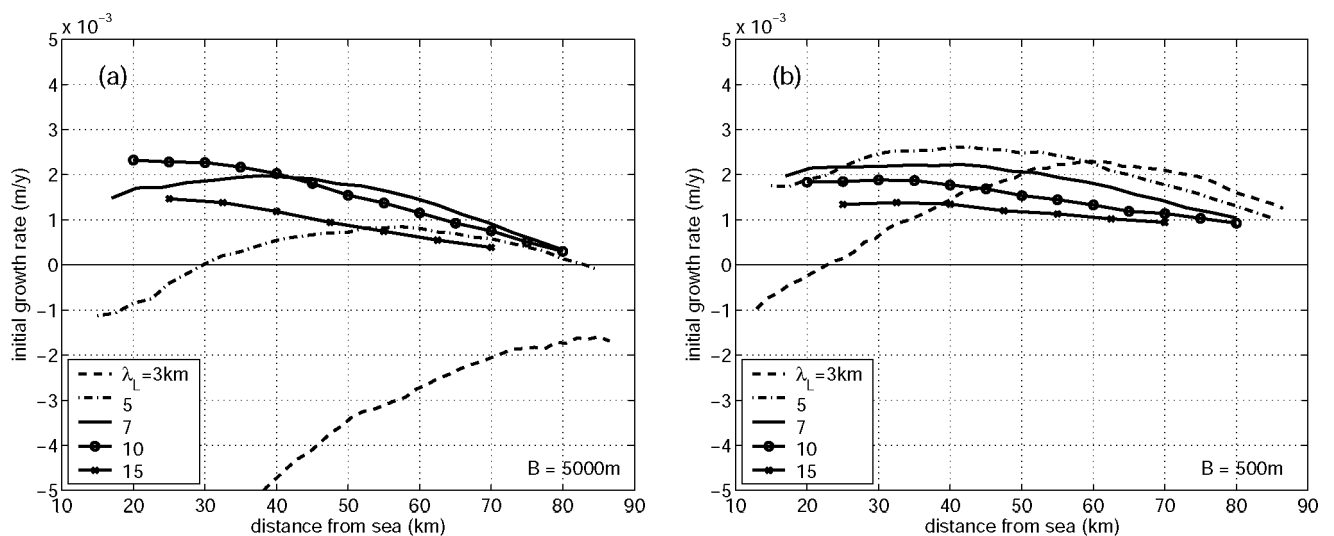 x 10⁻³
5
4
3
2
1
0
−1
−2
−3
−4
−5
initial growth rate (m/y)
(a)
λ_L=3km
5
7
10
15
B = 5000m
10 20 30 40 50 60 70 80 90
distance from sea (km)
x 10⁻³
5
4
3
2
1
0
−1
−2
−3
−4
−5
initial growth rate (m/y)
(b)
λ_L=3km
5
7
10
15
B = 500m
10 20 30 40 50 60 70 80 90
distance from sea (km)